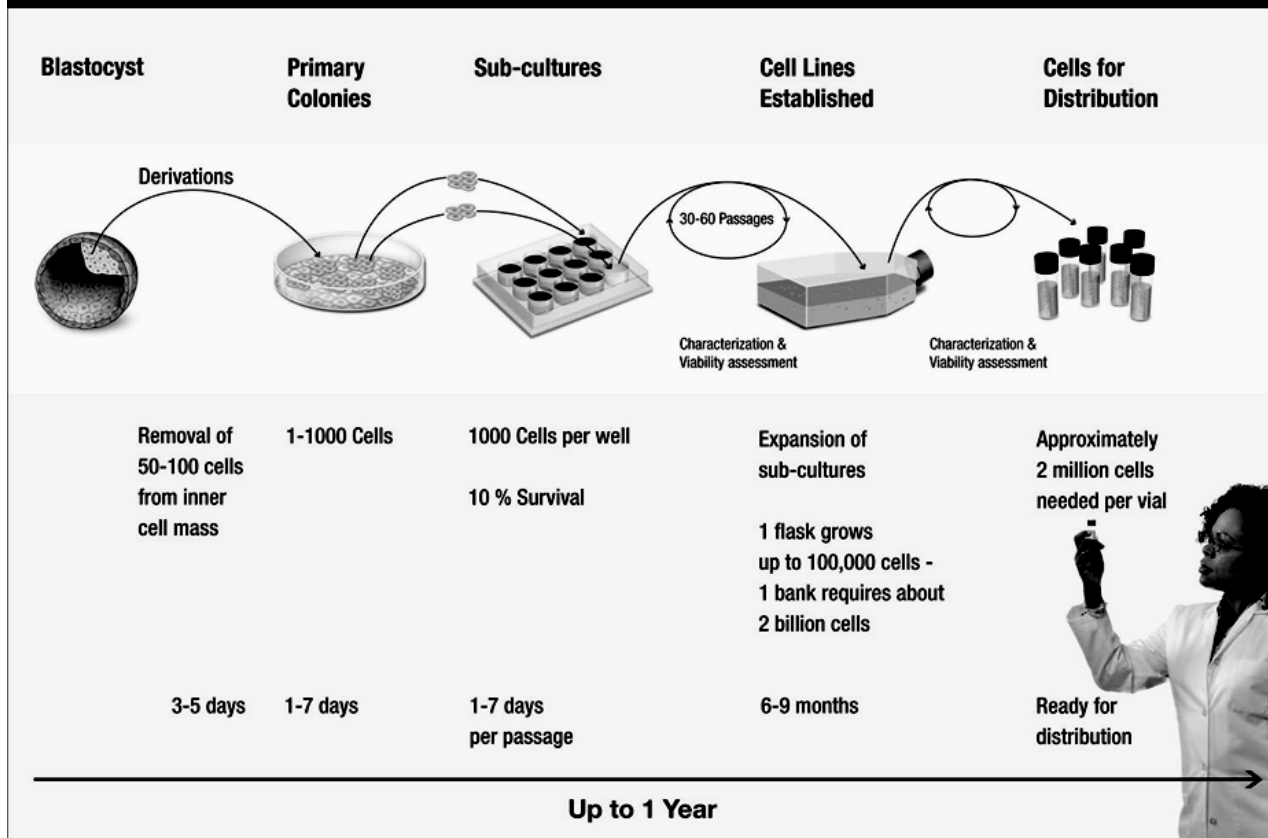 Blastocyst
Primary
Colonies
Sub-cultures
Cell Lines
Established
Cells for
Distribution
Derivations
30-60 Passages
Characterization &
Viability assessment
Characterization &
Viability assessment
Removal of
50-100 cells
from inner
cell mass
1-1000 Cells
1000 Cells per well
10 % Survival
Expansion of
sub-cultures
1 flask grows
up to 100,000 cells -
1 bank requires about
2 billion cells
Approximately
2 million cells
needed per vial
3-5 days
1-7 days
1-7 days
per passage
6-9 months
Ready for
distribution
Up to 1 Year